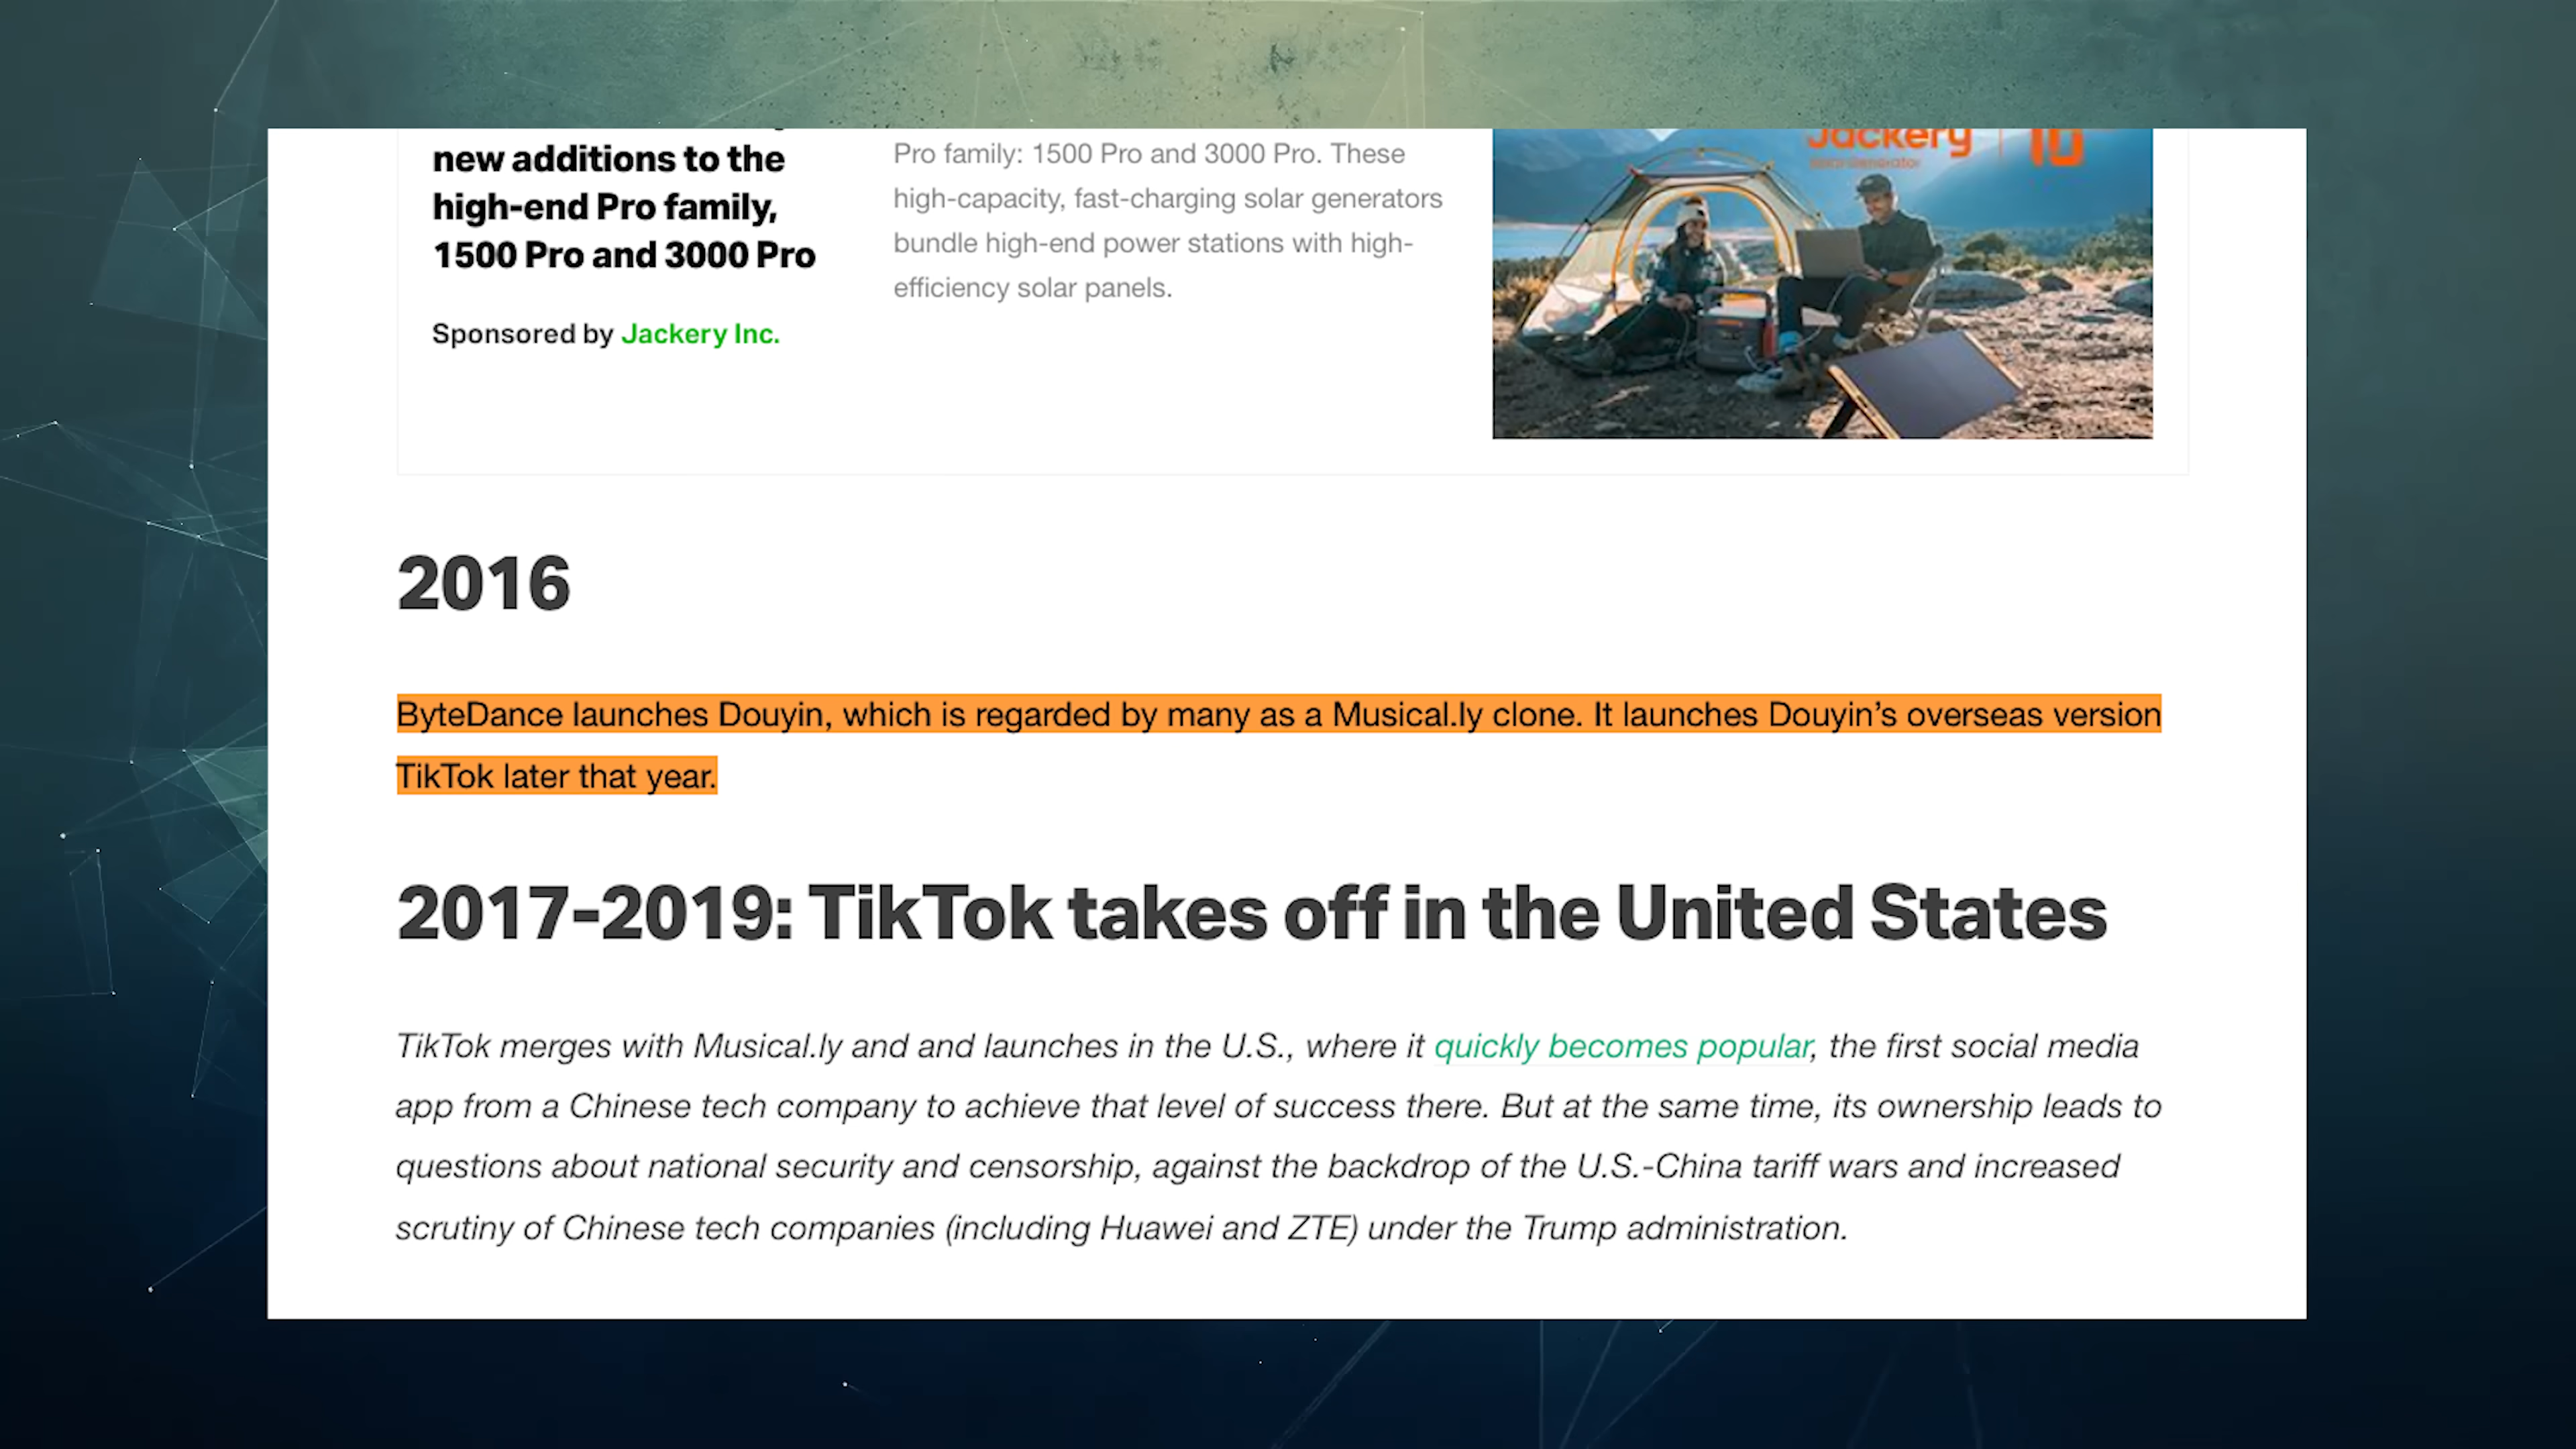 new additions to the
high-end Pro family,
1500 Pro and 3000 Pro
Sponsored by Jackery Inc.
Pro family: 1500 Pro and 3000 Pro. These
high-capacity, fast-charging solar generators
bundle high-end power stations with high-
efficiency solar panels.
Jackery 10
2016
ByteDance launches Douyin, which is regarded by many as a Musical.ly clone. It launches Douyin’s overseas version
TikTok later that year.
2017-2019: TikTok takes off in the United States
TikTok merges with Musical.ly and and launches in the U.S., where it quickly becomes popular, the first social media
app from a Chinese tech company to achieve that level of success there. But at the same time, its ownership leads to
questions about national security and censorship, against the backdrop of the U.S.-China tariff wars and increased
scrutiny of Chinese tech companies (including Huawei and ZTE) under the Trump administration.